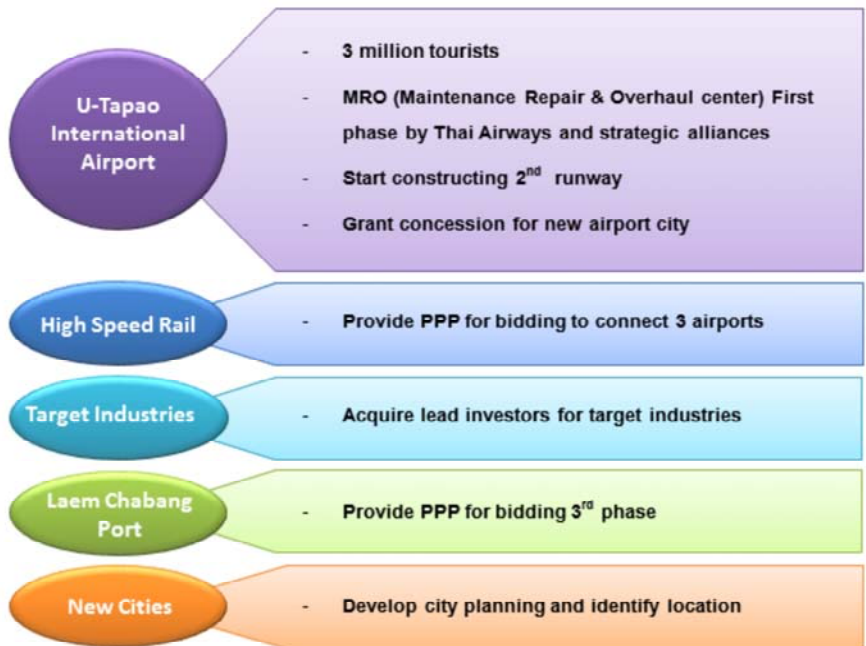 U-Tapao
International
Airport
- 3 million tourists
- MRO (Maintenance Repair & Overhaul center) First
phase by Thai Airways and strategic alliances
- Start constructing 2nd runway
- Grant concession for new airport city
High Speed Rail
- Provide PPP for bidding to connect 3 airports
Target Industries
- Acquire lead investors for target industries
Laem Chabang
Port
- Provide PPP for bidding 3rd phase
New Cities
- Develop city planning and identify location